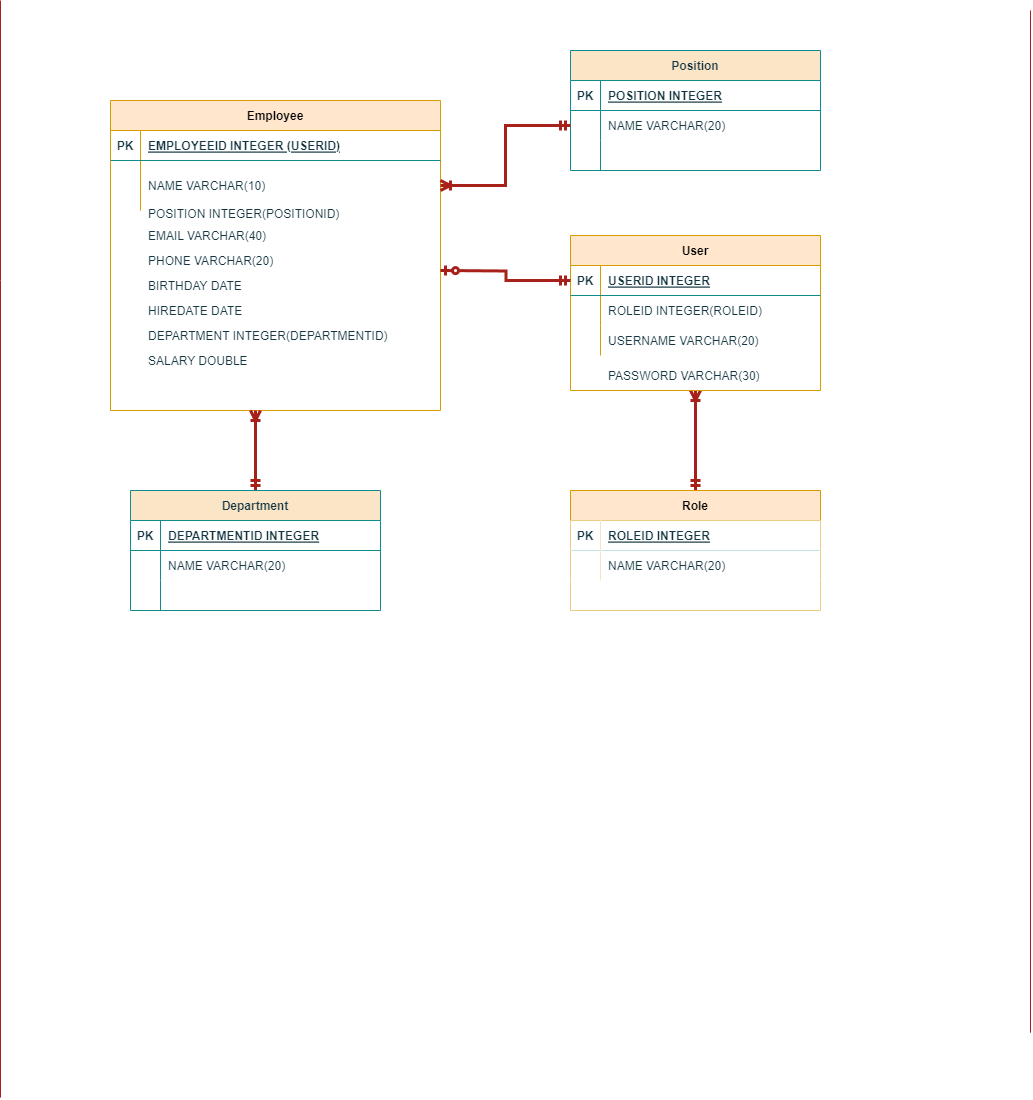 Position
PK POSITION INTEGER
NAME VARCHAR(20)
Employee
PK EMPLOYEEID INTEGER (USERID)
NAME VARCHAR(10)
POSITION INTEGER(POSITIONID)
EMAIL VARCHAR(40)
PHONE VARCHAR(20)
BIRTHDAY DATE
HIREDATE DATE
DEPARTMENT INTEGER(DEPARTMENTID)
SALARY DOUBLE
User
PK USERID INTEGER
ROLEID INTEGER(ROLEID)
USERNAME VARCHAR(20)
PASSWORD VARCHAR(30)
Department
PK DEPARTMENTID INTEGER
NAME VARCHAR(20)
Role
PK ROLEID INTEGER
NAME VARCHAR(20)